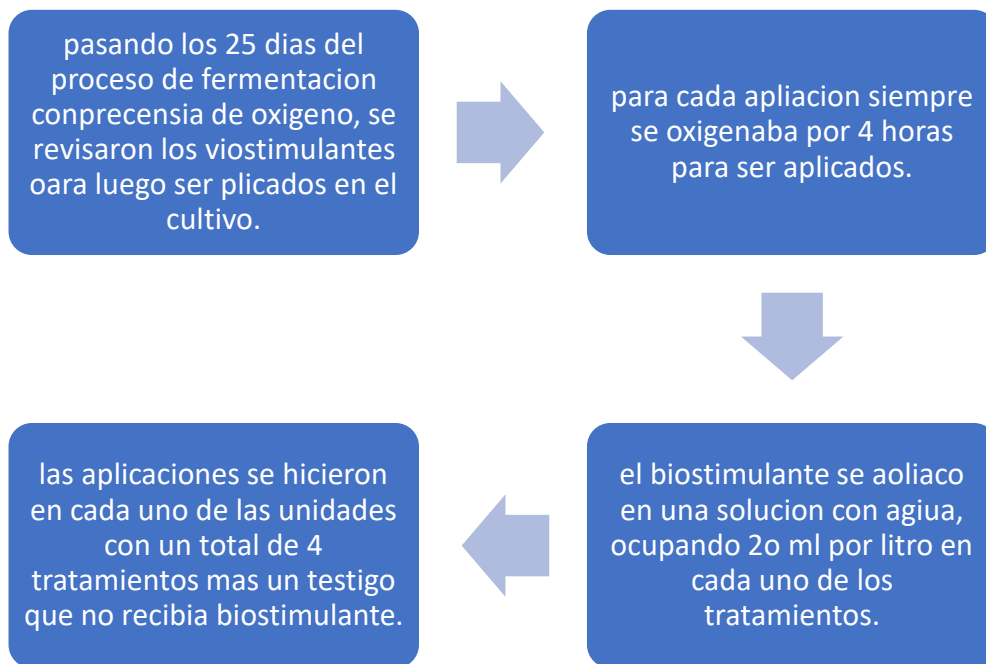 pasando los 25 dias del
proceso de fermentacion
conprecensia de oxigeno, se
revisaron los viostimulantes
oara luego ser plicados en el
cultivo.
para cada apliacion siempre
se oxigenaba por 4 horas
para ser aplicados.
el biostimulante se aoliaco
en una solucion con agiua,
ocupando 2o ml por litro en
cada uno de los
tratamientos.
las aplicaciones se hicieron
en cada uno de las unidades
con un total de 4
tratamientos mas un testigo
que no recibia biostimulante.